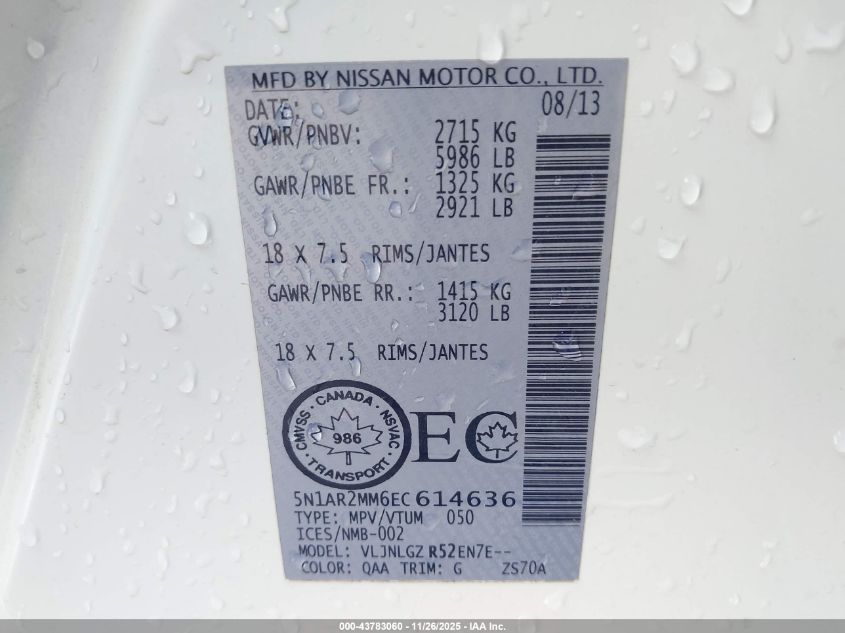 MFD BY NISSAN MOTOR CO., LTD.
DATE: 08/13
GVWR/PNBV: 2715 KG
5986 LB
GAWR/PNBE FR.: 1325 KG
2921 LB
18 X 7.5 RIMS/JANTES
GAWR/PNBE RR.: 1415 KG
3120 LB
18 X 7.5 RIMS/JANTES
CANADA
CMVSS · NSVAC
986
TRANSPORT
EC
5N1AR2MM6EC614636
TYPE: MPV/VTUM 050
ICES/NMB-002
MODEL: VLJNLGZ R52EN7E--
COLOR: QAA TRIM: G ZS70A
000-43783060 - 11/26/2025 - IAA Inc.